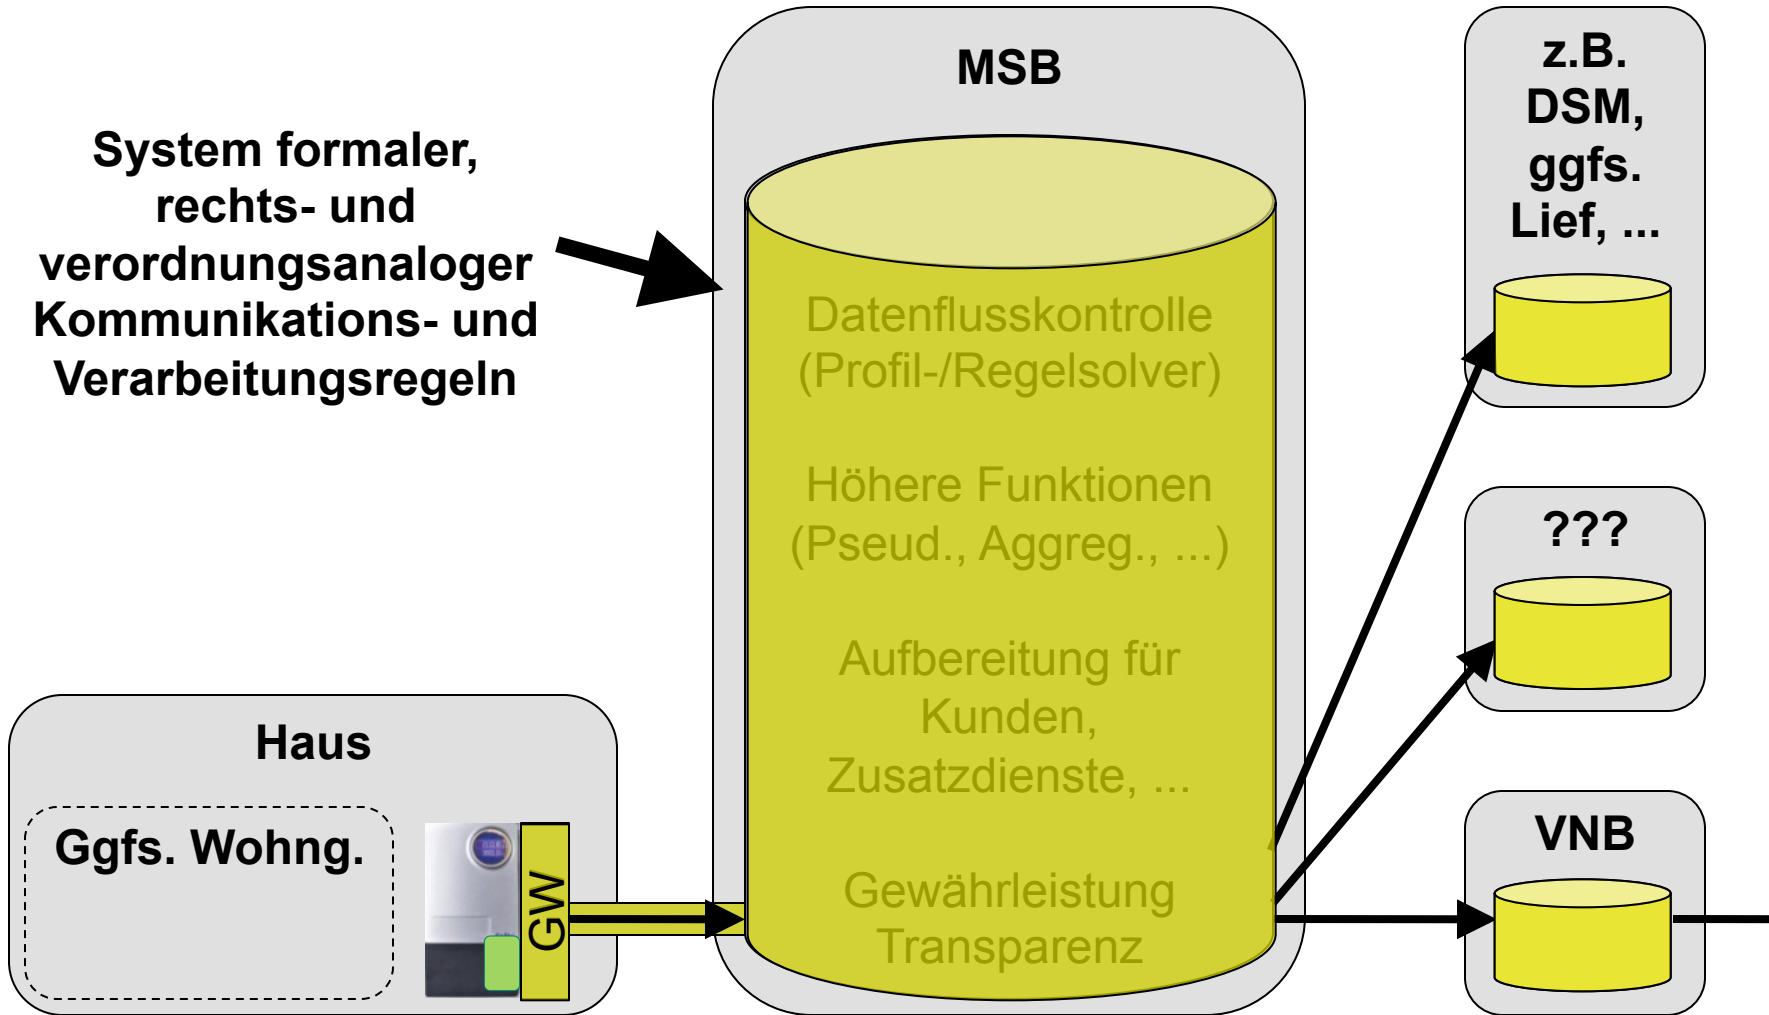 System formaler,
rechts- und
verordnungsanaloger
Kommunikations- und
Verarbeitungsregeln
MSB
Datenflusskontrolle
(Profil-/Regelsolver)
Höhere Funktionen
(Pseud., Aggreg., ...)
Aufbereitung für
Kunden,
Zusatzdienste, ...
Gewährleistung
Transparenz
z.B.
DSM,
ggfs.
Lief, ...
???
VNB
Haus
Ggfs. Wohng.
GW